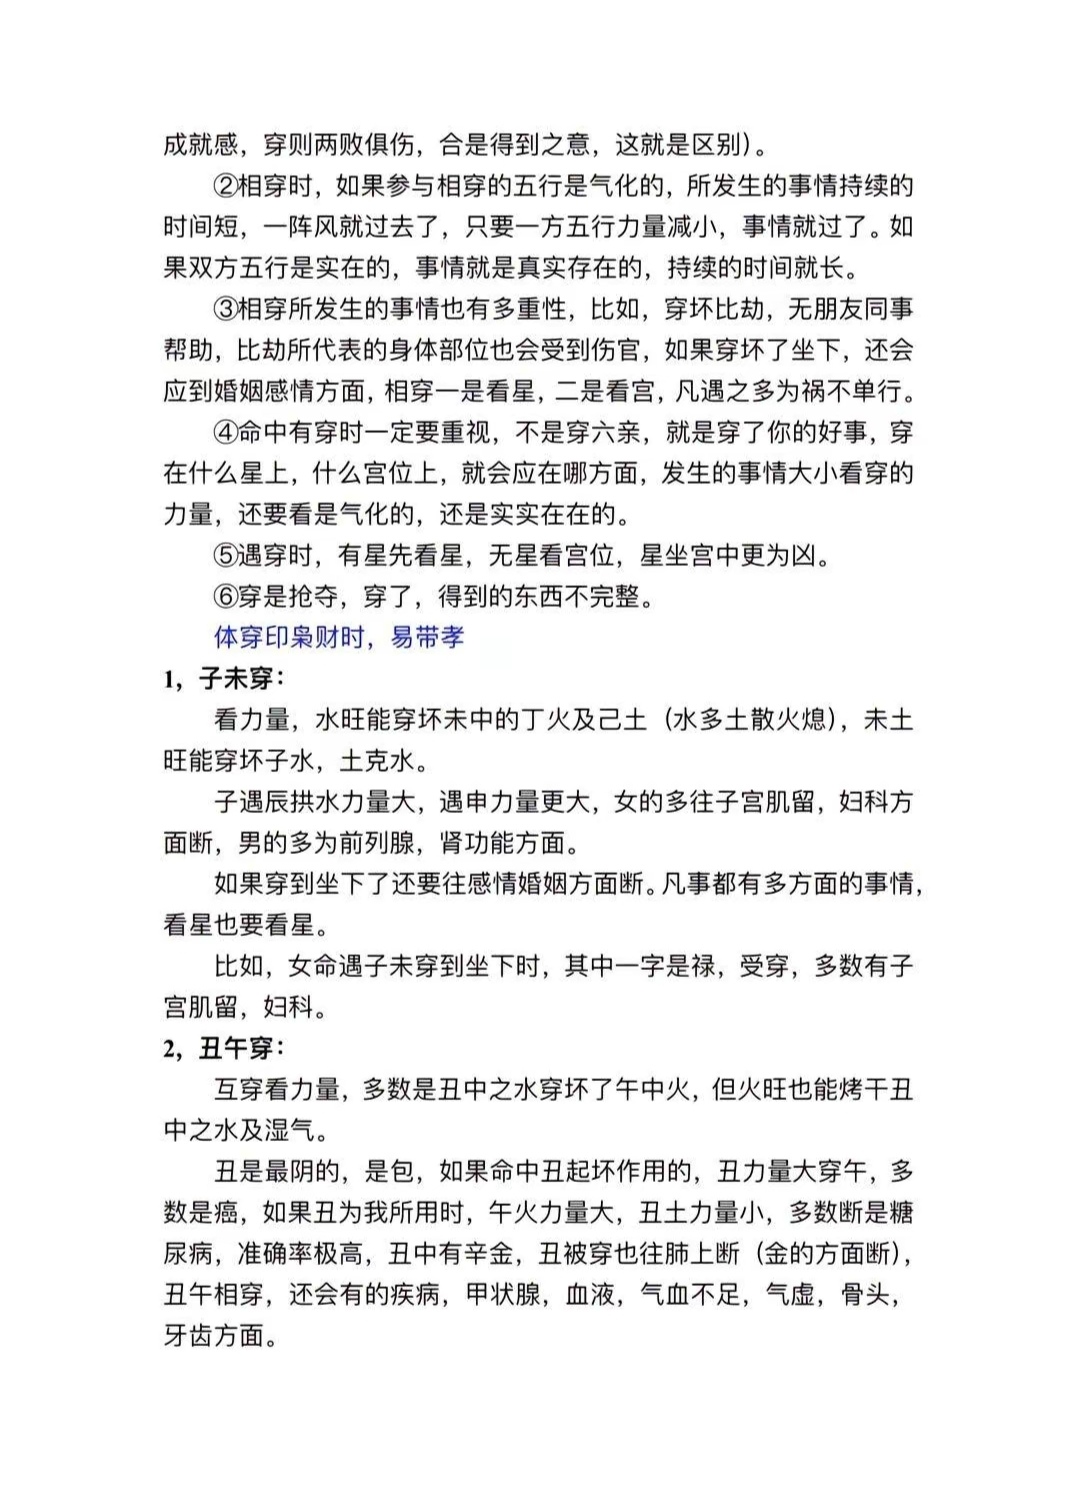 成就感，穿则两败俱伤，合是得到之意，这就是区别）。
②相穿时，如果参与相穿的五行是气化的，所发生的事情持续的
时间短，一阵风就过去了，只要一方五行力量减小，事情就过了。如
果双方五行是实在的，事情就是真实存在的，持续的时间就长。
③相穿所发生的事情也有多重性，比如，穿坏比劫，无朋友同事
帮助，比劫所代表的身体部位也会受到伤官，如果穿坏了坐下，还会
应到婚姻感情方面，相穿一是看星，二是看宫，凡遇之多为祸不单行。
④命中有穿时一定要重视，不是穿六亲，就是穿了你的好事，穿
在什么星上，什么宫位上，就会应在哪方面，发生的事情大小看穿的
力量，还要看是气化的，还是实实在在的。
⑤遇穿时，有星先看星，无星看宫位，星坐宫中更为凶。
⑥穿是抢夺，穿了，得到的东西不完整。
体穿印枭财时，易带孝
1，子未穿：
看力量，水旺能穿坏未中的丁火及己土（水多土散火熄），未土
旺能穿坏子水，土克水。
子遇辰拱水力量大，遇申力量更大，女的多往子宫肌留，妇科方
面断，男的多为前列腺，肾功能方面。
如果穿到坐下了还要往感情婚姻方面断。凡事都有多方面的事情，
看星也要看星。
比如，女命遇子未穿到坐下时，其中一字是禄，受穿，多数有子
宫肌留，妇科。
2，丑午穿：
互穿看力量，多数是丑中之水穿坏了午中火，但火旺也能烤干丑
中之水及湿气。
丑是最阴的，是包，如果命中丑起坏作用的，丑力量大穿午，多
数是癌，如果丑为我所用时，午火力量大，丑土力量小，多数断是糖
尿病，准确率极高，丑中有辛金，丑被穿也往肺上断（金的方面断），
丑午相穿，还会有的疾病，甲状腺，血液，气血不足，气虚，骨头，
牙齿方面。